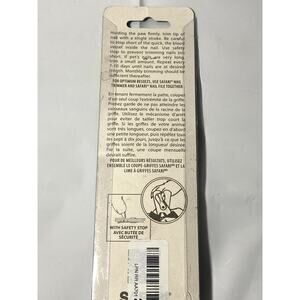 Holding the paw firmly, trim tip of
nail with a single stroke. Be careful
to stop short of the quick, the blood
vessel inside the nail. Use safety
stop to prevent trimming nails too
short. If pet's nails are very long,
trim a small amount. Repeat every
7-10 days until nails are at desired
length. Monthly trimming should be
sufficient thereafter.
FOR OPTIMUM RESULTS, USE SAFARI® NAIL
TRIMMER AND SAFARI® NAIL FILE TOGETHER.
En tenant fermement la patte, coupez
d'un seul coup l'extrémité de la griffe.
Prenez garde de ne pas atteindre les
vaisseaux sanguins de la racine de la
griffe. Utilisez le mécanisme d'arrêt
pour éviter de tailler trop court la
griffe. Si les griffes de votre animal
sont très longues, coupez-en d'abord
une petite longueur, puis répétez tous
les sept à dix jours, jusqu'à ce que les
griffes soient de la longueur désirée.
Par la suite, une coupe mensuelle
devrait suffire.
POUR DE MEILLEURS RÉSULTATS, UTILISEZ
ENSEMBLE LE COUPE-GRIFFES SAFARI® ET LA
LIME À GRIFFES SAFARI®
WITH SAFETY STOP
AVEC BUTÉE DE
SÉCURITÉ